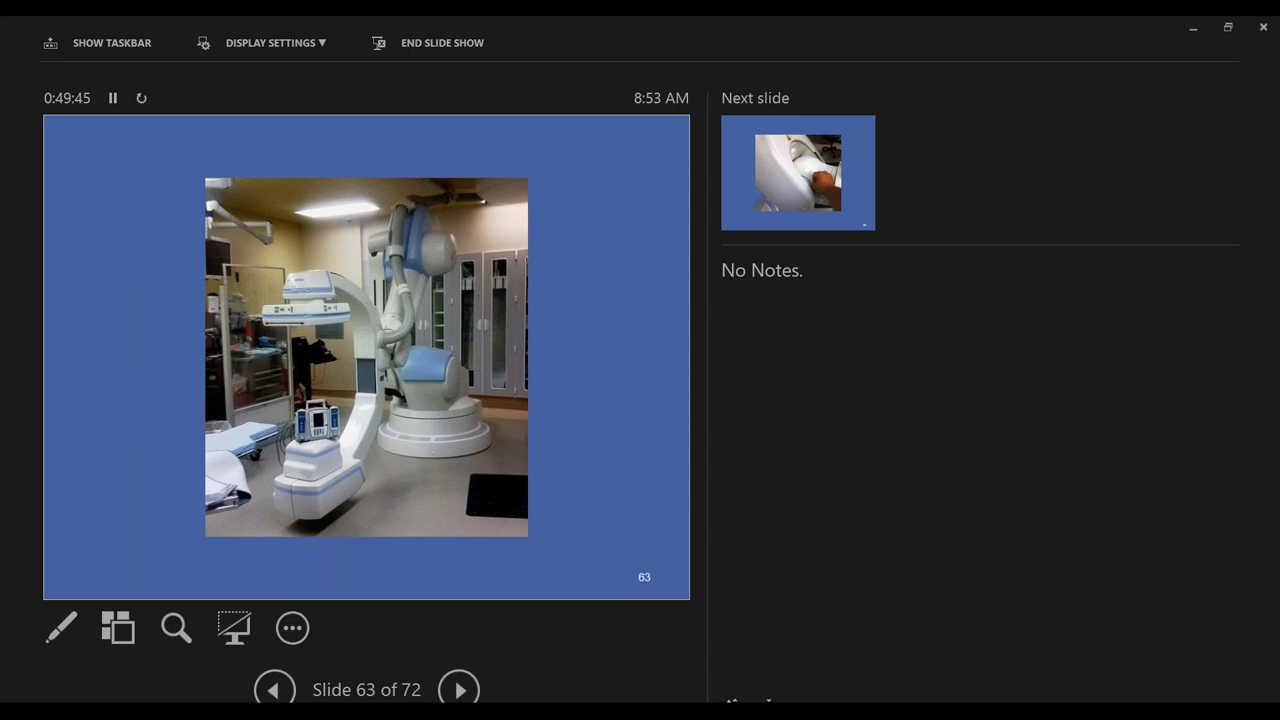 SHOW TASKBAR
DISPLAY SETTINGS ▼
END SLIDE SHOW
0:49:45
8:53 AM
Next slide
No Notes.
63
Slide 63 of 72